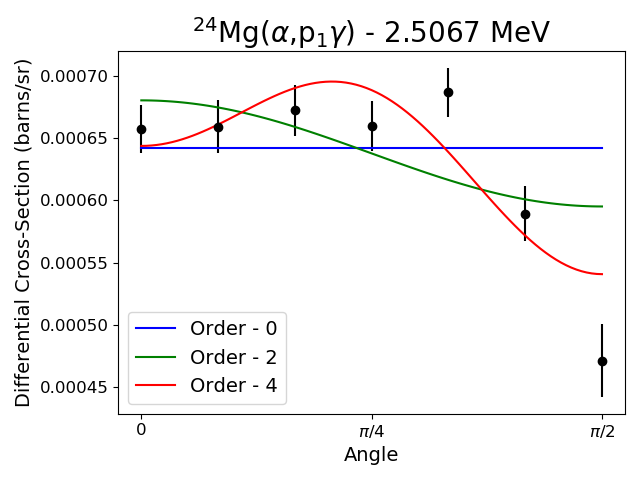 ²⁴Mg(α,p₁γ) - 2.5067 MeV
Differential Cross-Section (barns/sr)
0.00070
0.00065
0.00060
0.00055
0.00050
0.00045
Order - 0
Order - 2
Order - 4
0
π/4
π/2
Angle